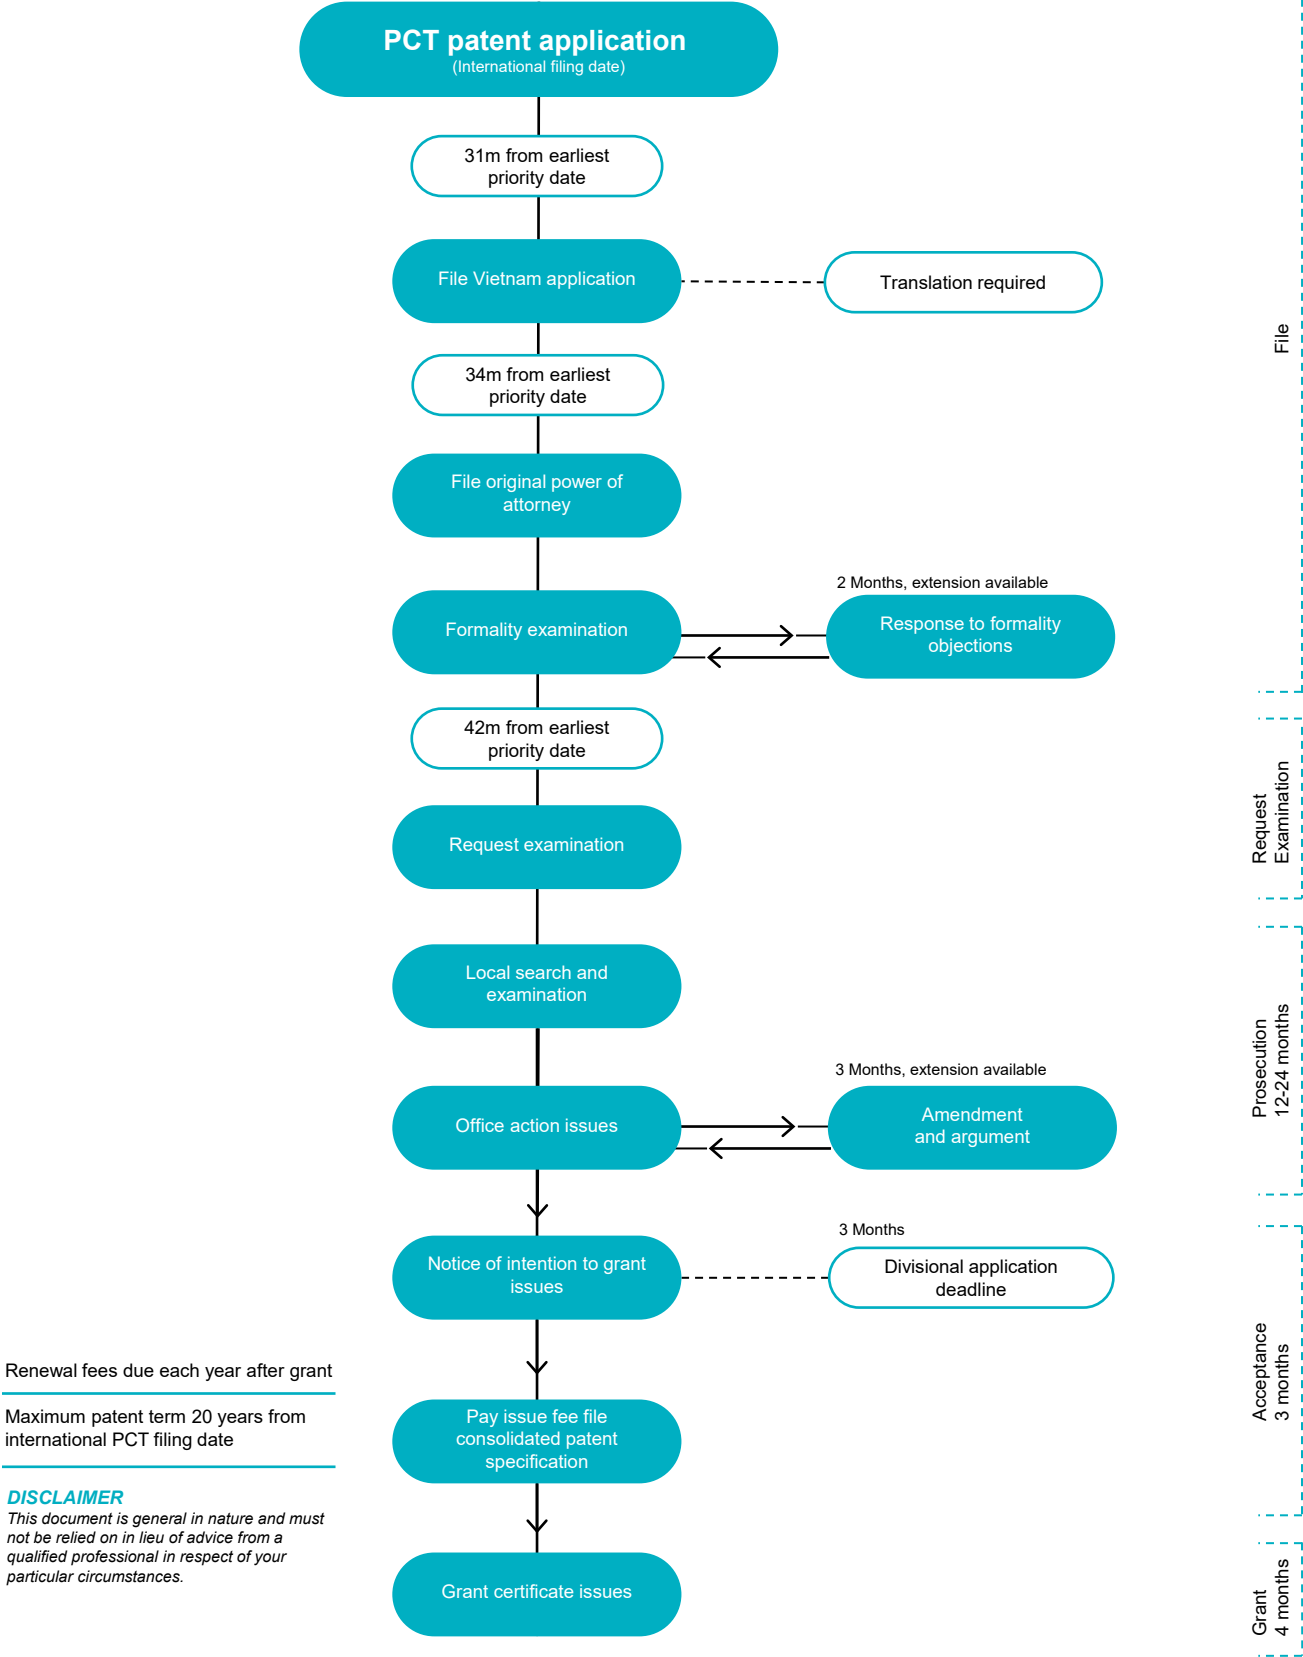 PCT patent application
(International filing date)
31m from earliest
priority date
File Vietnam application
Translation required
34m from earliest
priority date
File original power of
attorney
2 Months, extension available
Formality examination
Response to formality
objections
42m from earliest
priority date
Request examination
Local search and
examination
3 Months, extension available
Office action issues
Amendment
and argument
3 Months
Notice of intention to grant
issues
Divisional application
deadline
Pay issue fee file
consolidated patent
specification
Grant certificate issues
File
Request
Examination
Prosecution
12-24 months
Acceptance
3 months
Grant
4 months
Renewal fees due each year after grant
Maximum patent term 20 years from
international PCT filing date
DISCLAIMER
This document is general in nature and must
not be relied on in lieu of advice from a
qualified professional in respect of your
particular circumstances.